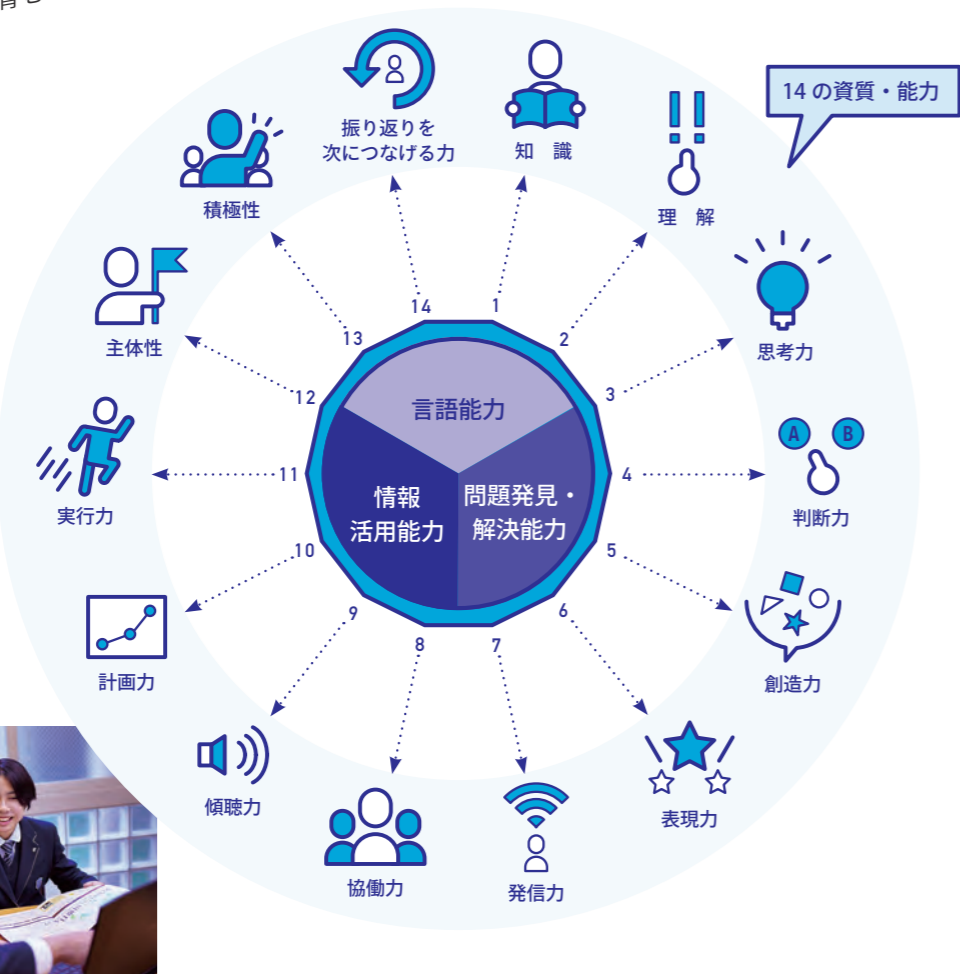 14 の資質・能力
振り返りを
次につなげる力
知 識
理 解
思考力
判断力
創造力
表現力
発信力
協働力
傾聴力
計画力
実行力
主体性
積極性
1
2
3
4
5
6
7
8
9
10
11
12
13
14
言語能力
情報
活用能力
問題発見・
解決能力
A
B